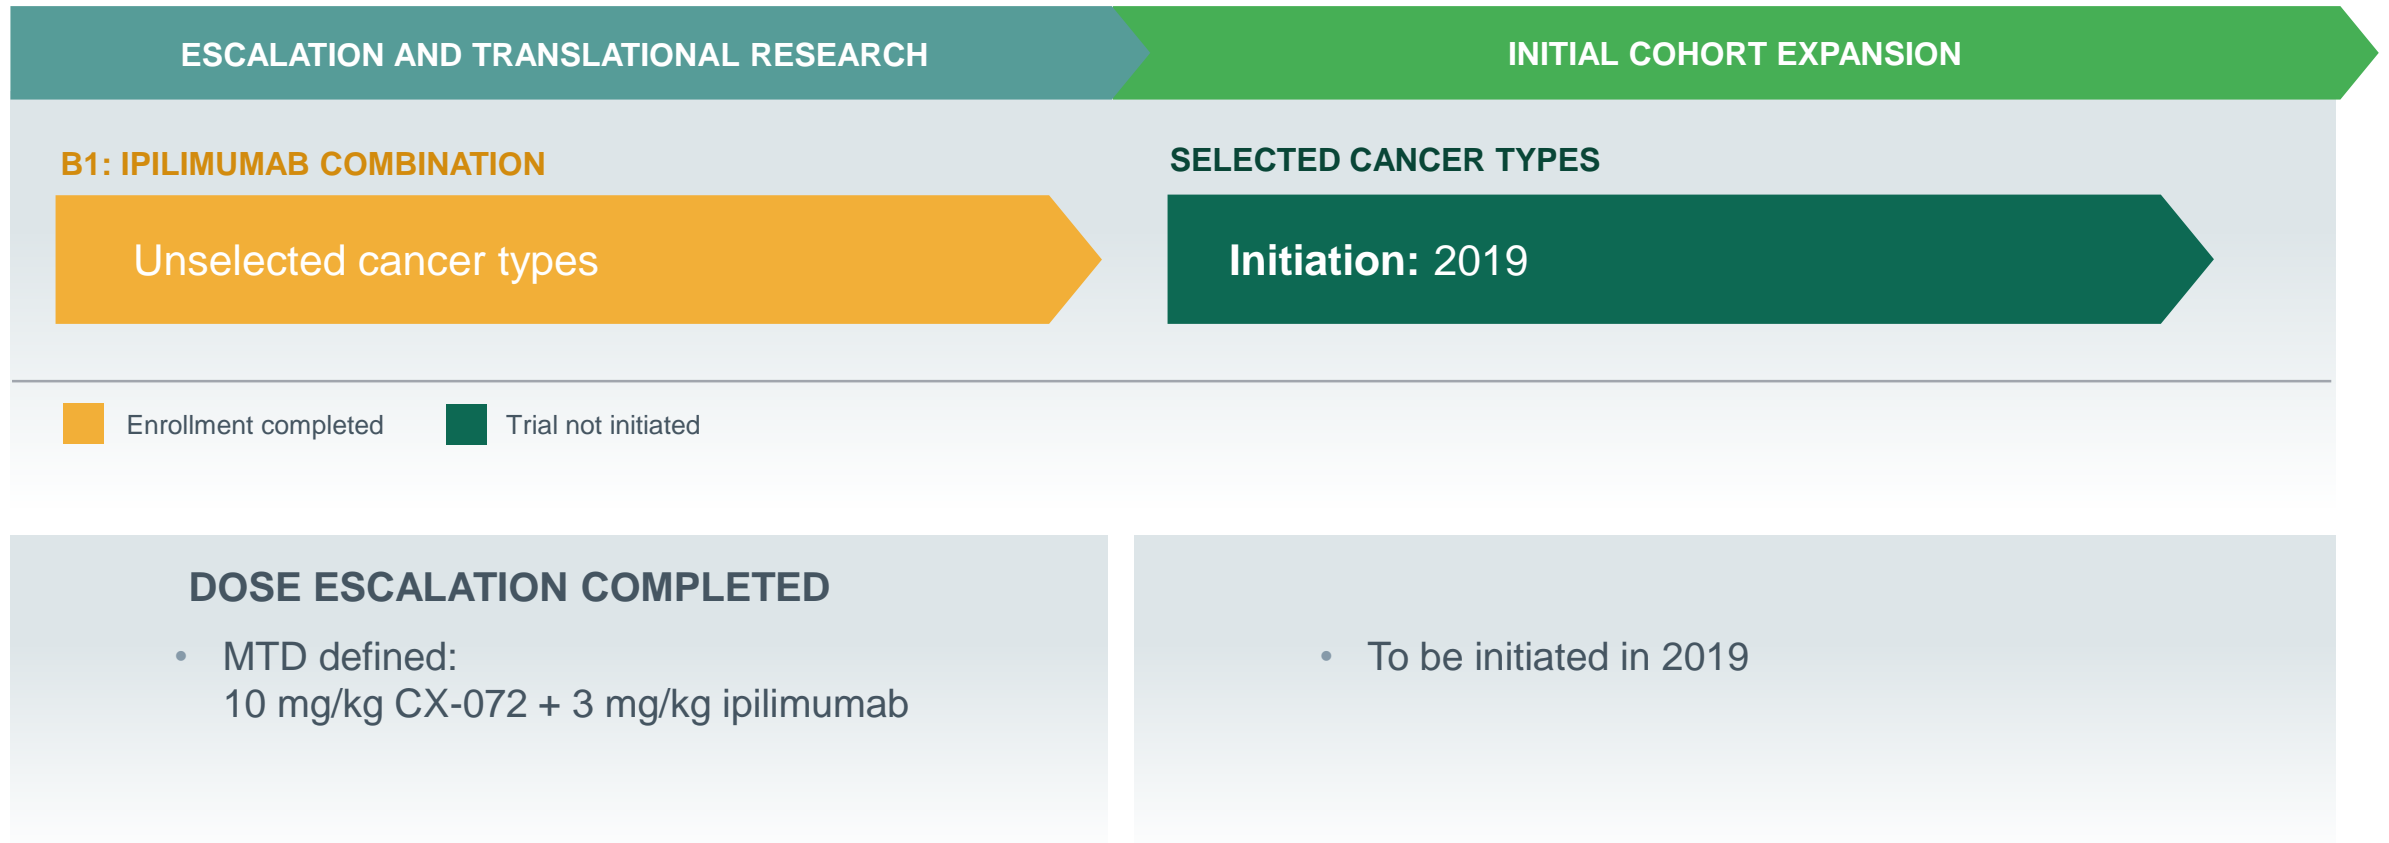 ESCALATION AND TRANSLATIONAL RESEARCH
INITIAL COHORT EXPANSION
B1: IPILIMUMAB COMBINATION
Unselected cancer types
SELECTED CANCER TYPES
Initiation: 2019
Enrollment completed
Trial not initiated
DOSE ESCALATION COMPLETED
• MTD defined:
10 mg/kg CX-072 + 3 mg/kg ipilimumab
• To be initiated in 2019